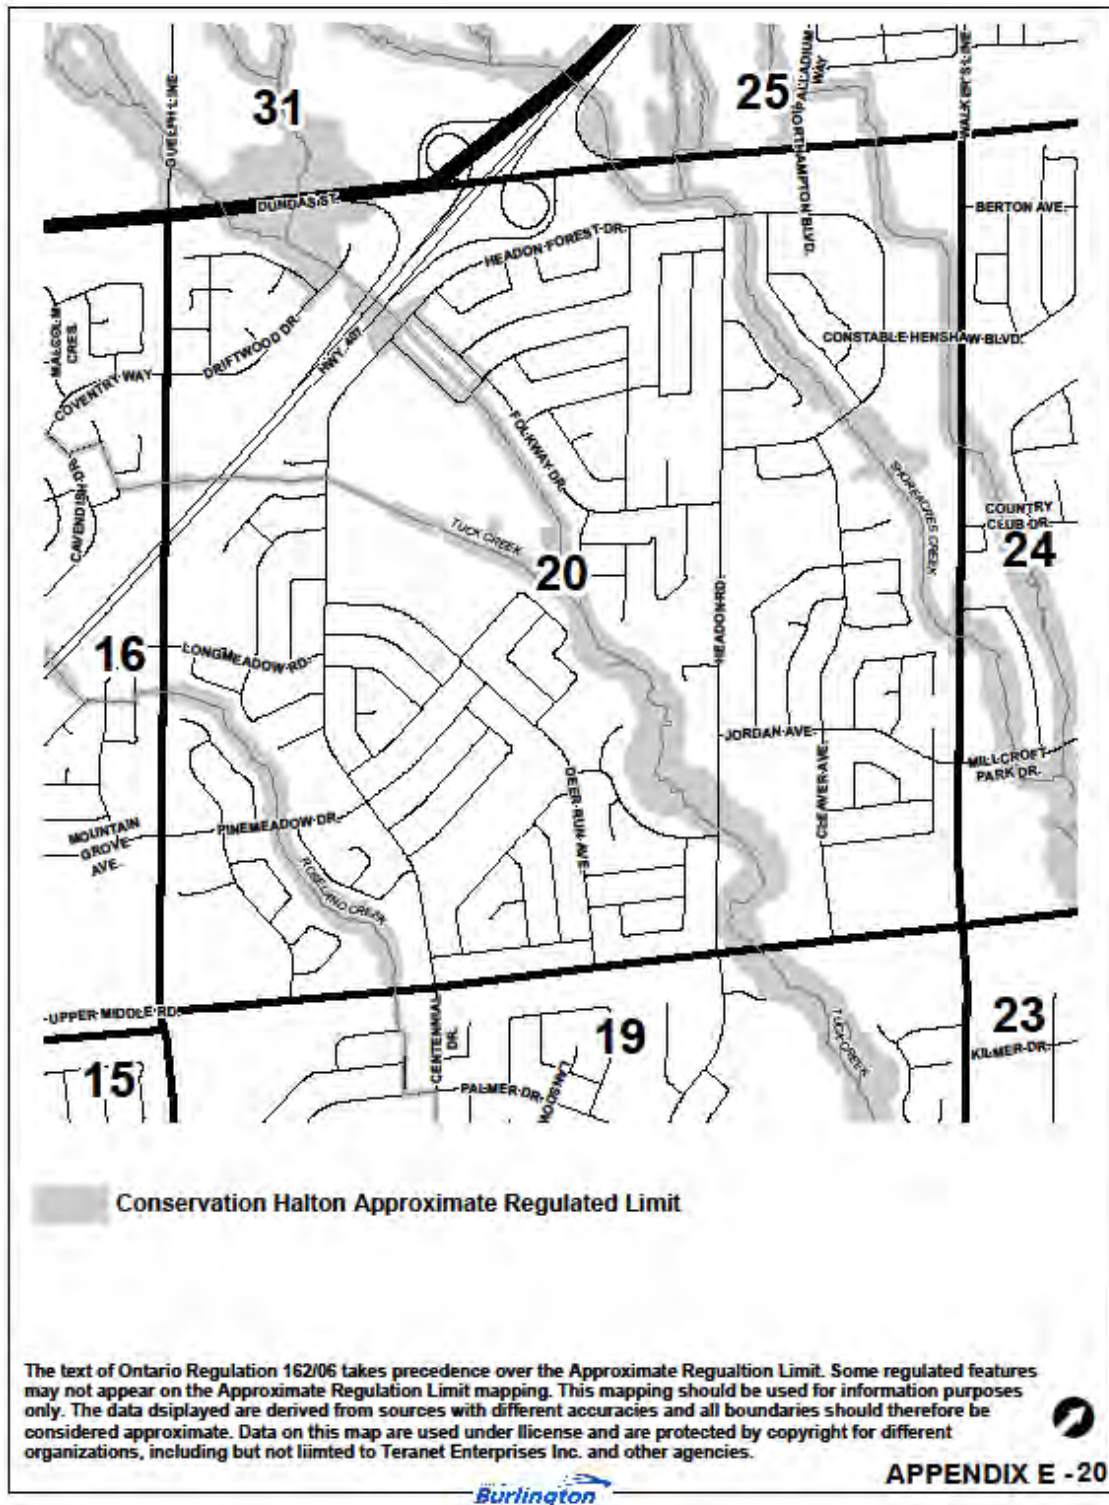 31
25
GUELPH LINE
NORTHAMPTON BLVD.
PALLADIUM
WAY
WALKER'S LINE
DUNDAS ST.
BERTON AVE.
HEADON FOREST DR.
MALCOLM
CRES.
DRIFTWOOD DR.
HWY. 407
CONSTABLE HENSHAW BLVD.
COVENTRY WAY
FOLKWAY DR.
CAVENDISH DR.
SHOREACRES CREEK
COUNTRY
CLUB DR.
24
TUCK CREEK
20
HEADON RD.
16
LONGMEADOW RD.
JORDAN AVE.
MILLCROFT
PARK DR.
DEER RUN AVE.
CLEAVER AVE.
MOUNTAIN
GROVE
AVE.
PINEMEADOW DR.
ROSELAND CREEK
UPPER MIDDLE RD.
CENTENNIAL
DR.
19
TUCK CREEK
23
KILMER DR.
15
PALMER DR.
LANSDOW
Conservation Halton Approximate Regulated Limit
The text of Ontario Regulation 162/06 takes precedence over the Approximate Regualtion Limit. Some regulated features
may not appear on the Approximate Regulation Limit mapping. This mapping should be used for information purposes
only. The data dsiplayed are derived from sources with different accuracies and all boundaries should therefore be
considered approximate. Data on this map are used under llicense and are protected by copyright for different
organizations, including but not liimted to Teranet Enterprises Inc. and other agencies.
APPENDIX E - 20
Burlington